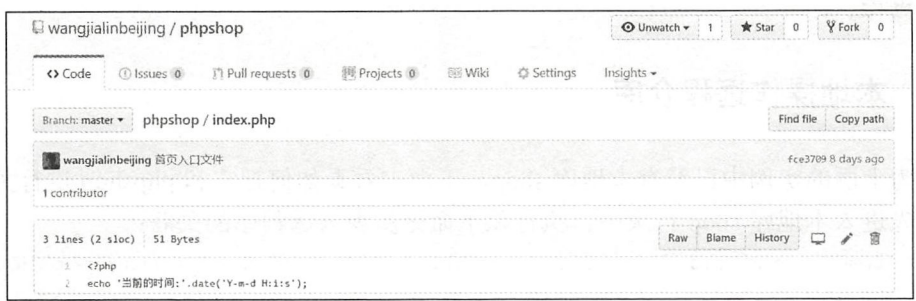 wangjialinbeijing / phpshop
Unwatch 1 Star 0 Fork 0
<> Code Issues 0 Pull requests 0 Projects 0 Wiki Settings Insights
Branch: master phpshop / index.php Find file Copy path
wangjialinbeijing 首页入口文件 fce3709 8 days ago
1 contributor
3 lines (2 sloc) 51 Bytes Raw Blame History
1 <?php
2 echo '当前的时间:'.date('Y-m-d H:i:s');